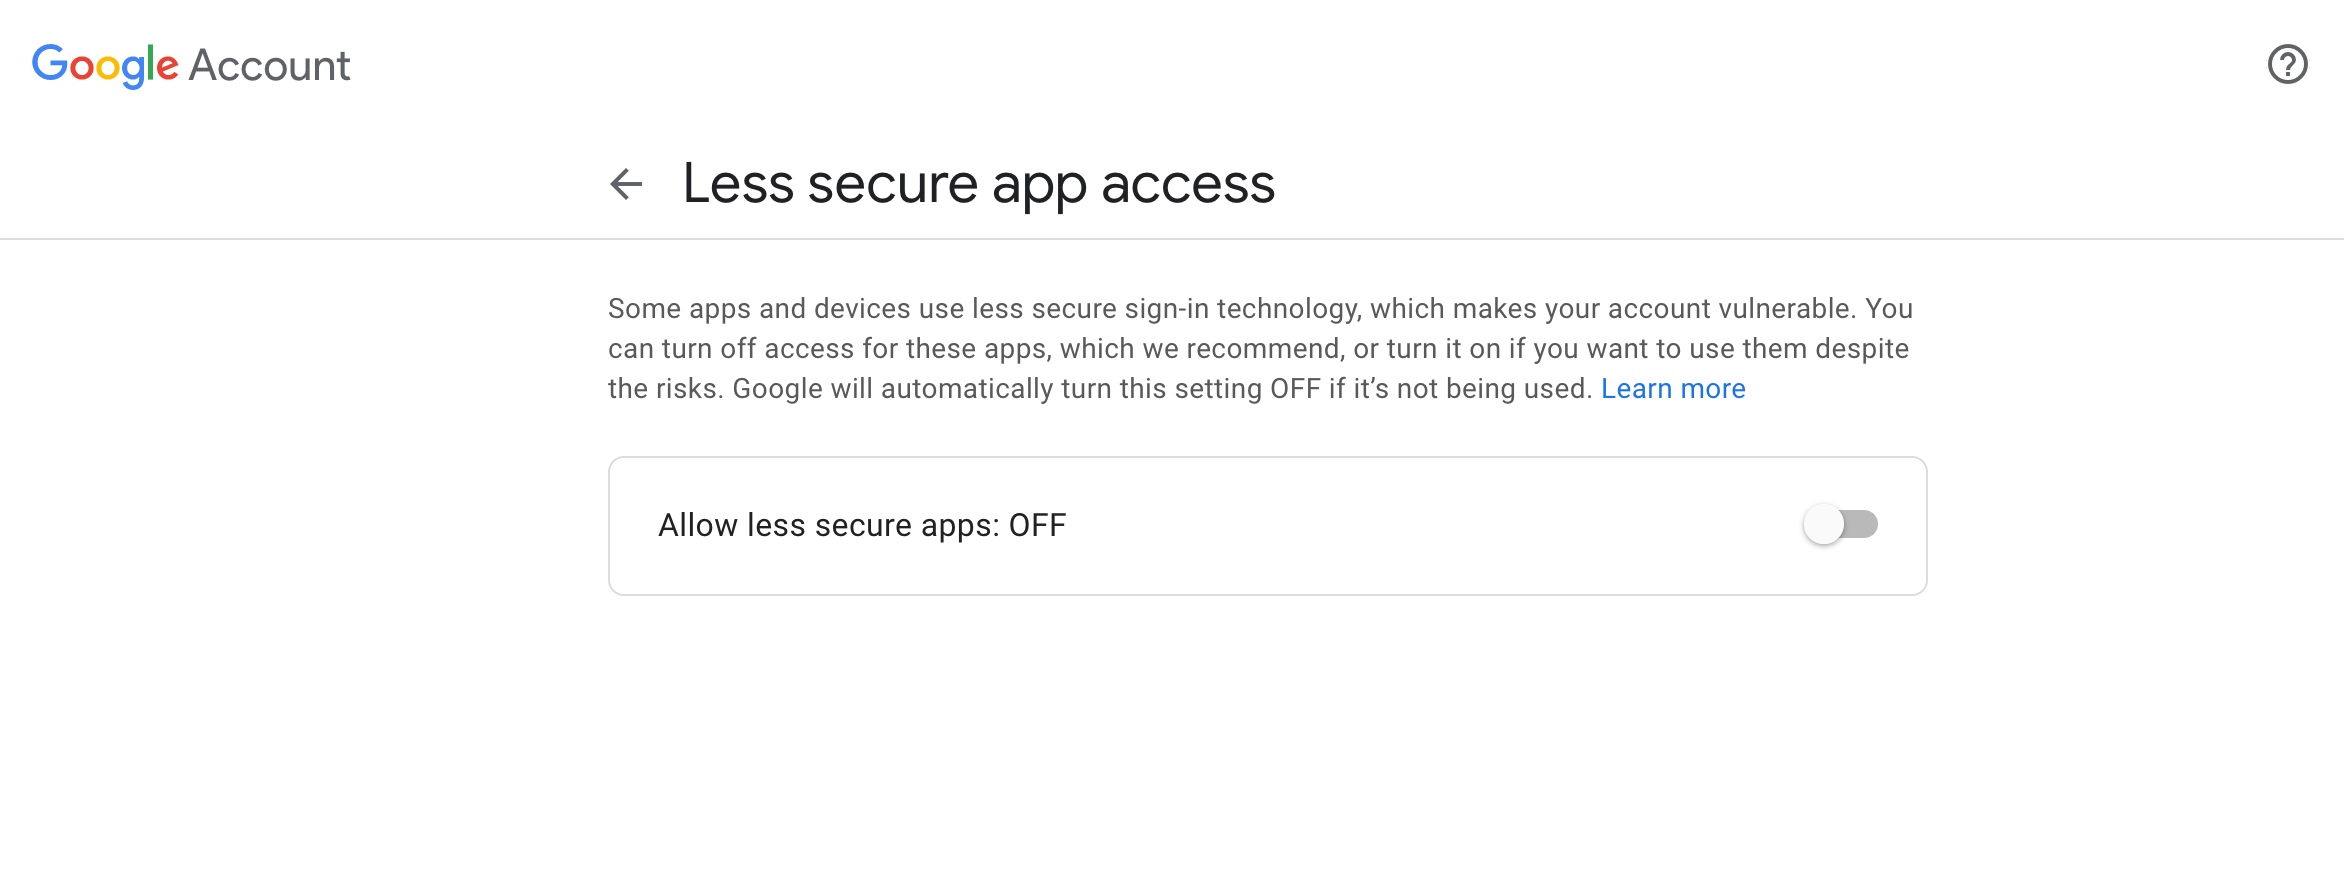 Google Account
Less secure app access
Some apps and devices use less secure sign-in technology, which makes your account vulnerable. You
can turn off access for these apps, which we recommend, or turn it on if you want to use them despite
the risks. Google will automatically turn this setting OFF if it’s not being used. Learn more
Allow less secure apps: OFF